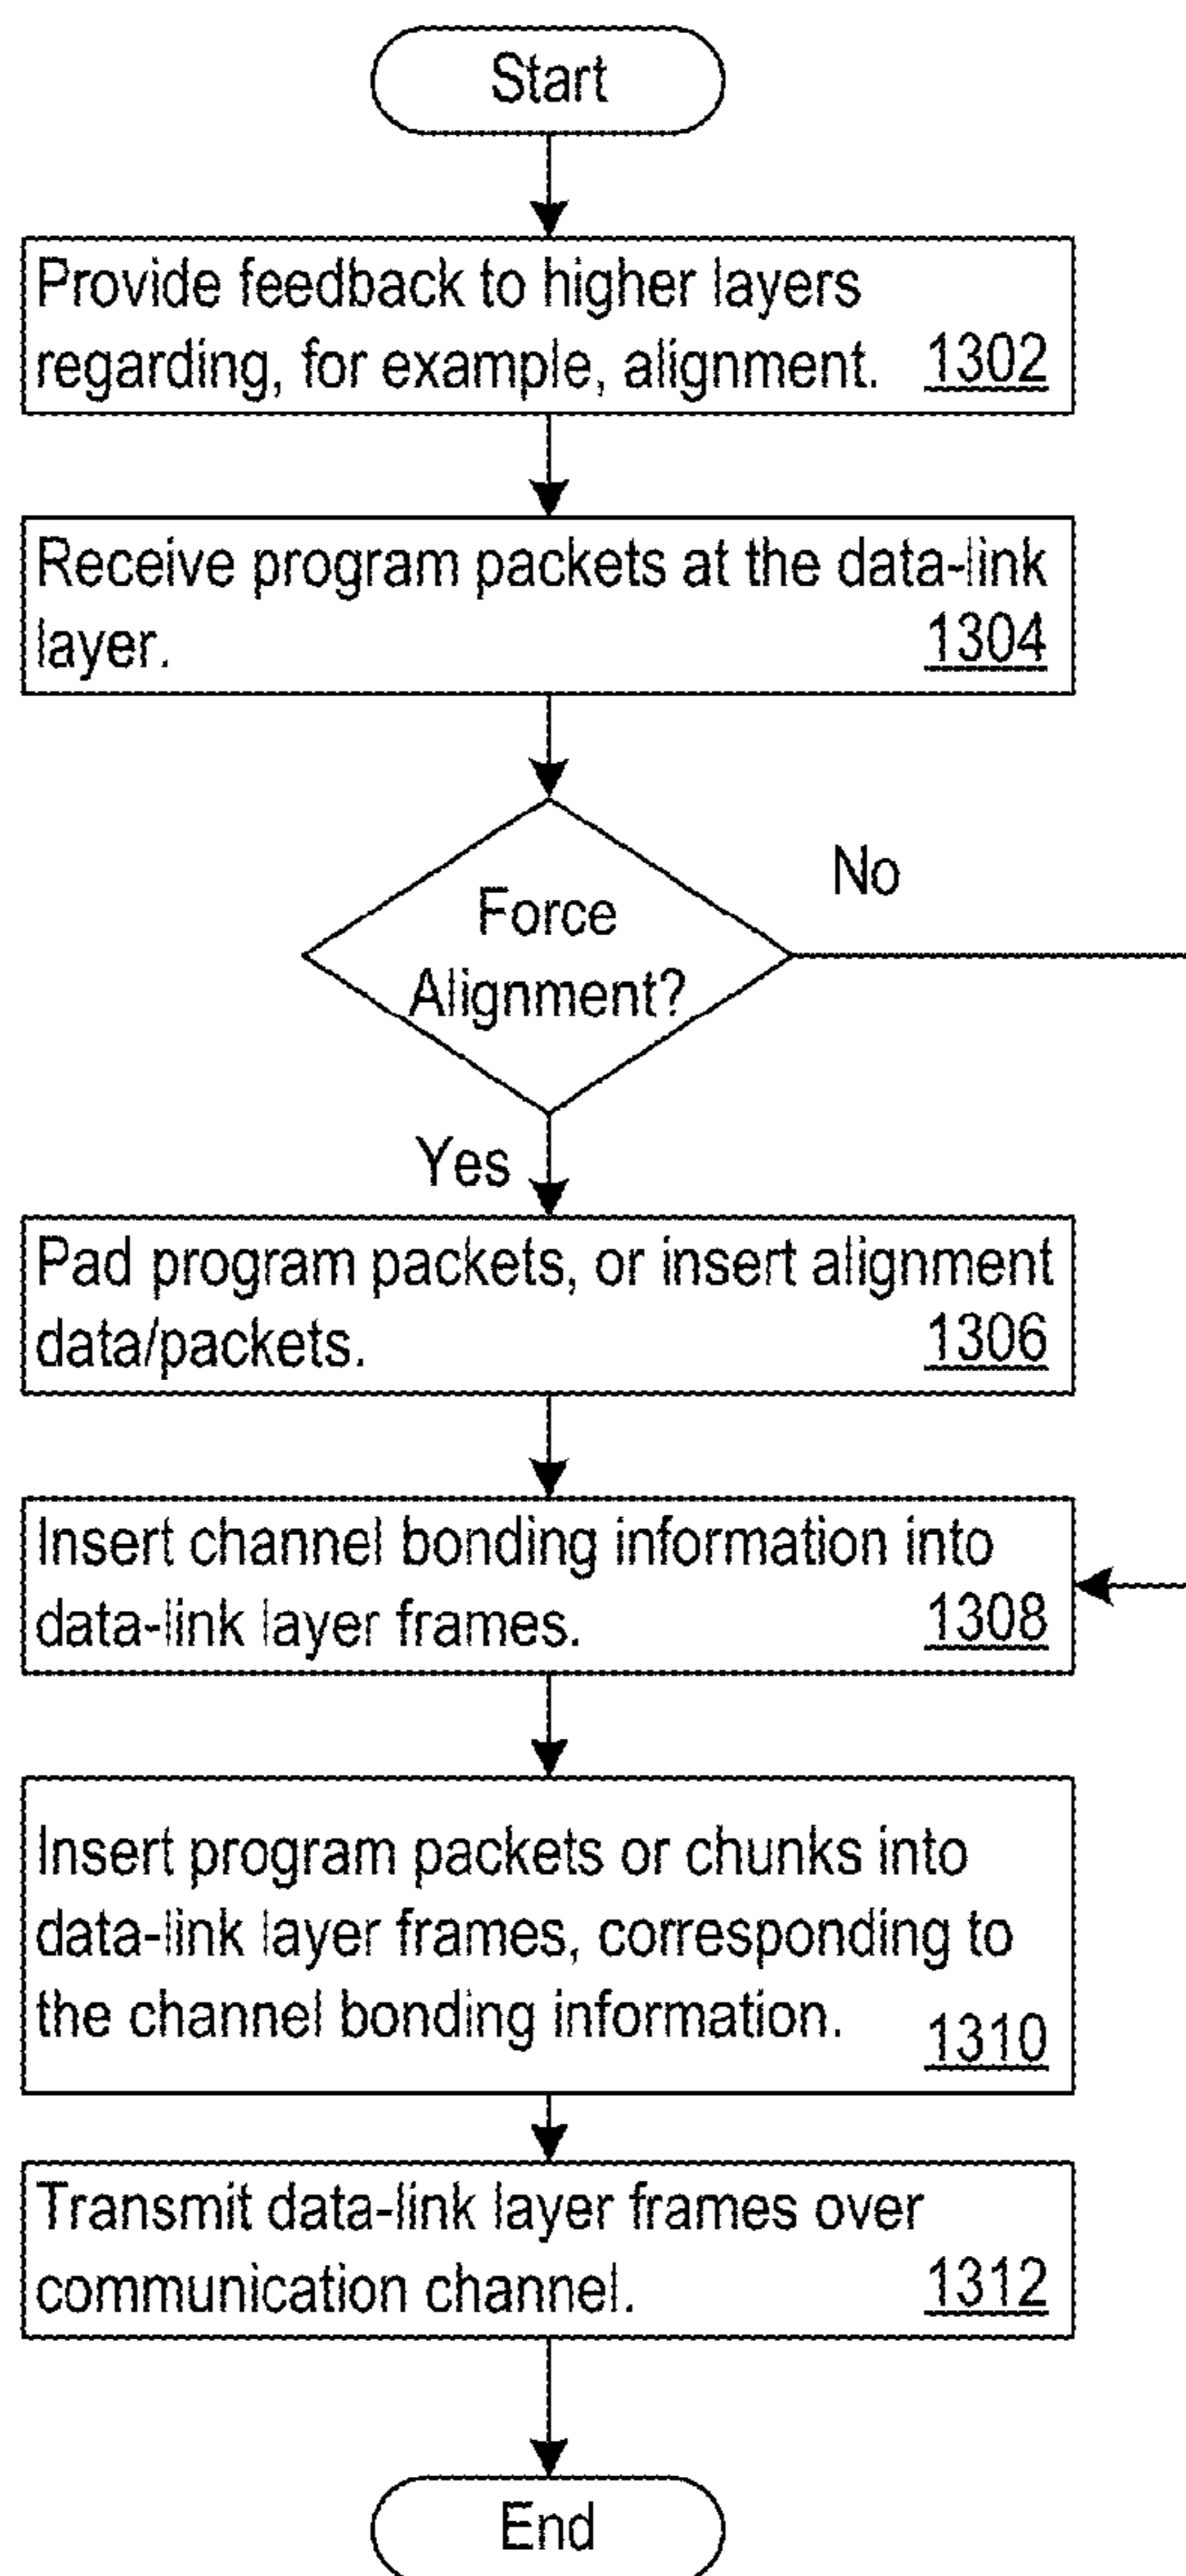 Start
Provide feedback to higher layers
regarding, for example, alignment. 1302
Receive program packets at the data-link
layer. 1304
No
Force
Alignment?
Yes
Pad program packets, or insert alignment
data/packets. 1306
Insert channel bonding information into
data-link layer frames. 1308
Insert program packets or chunks into
data-link layer frames, corresponding to
the channel bonding information. 1310
Transmit data-link layer frames over
communication channel. 1312
End